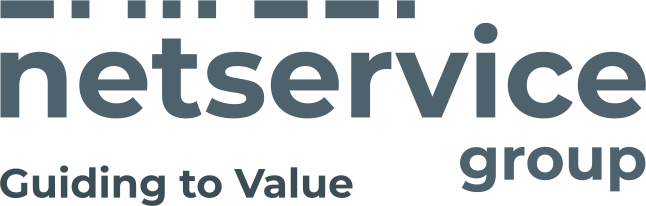 netservice
group
Guiding to Value